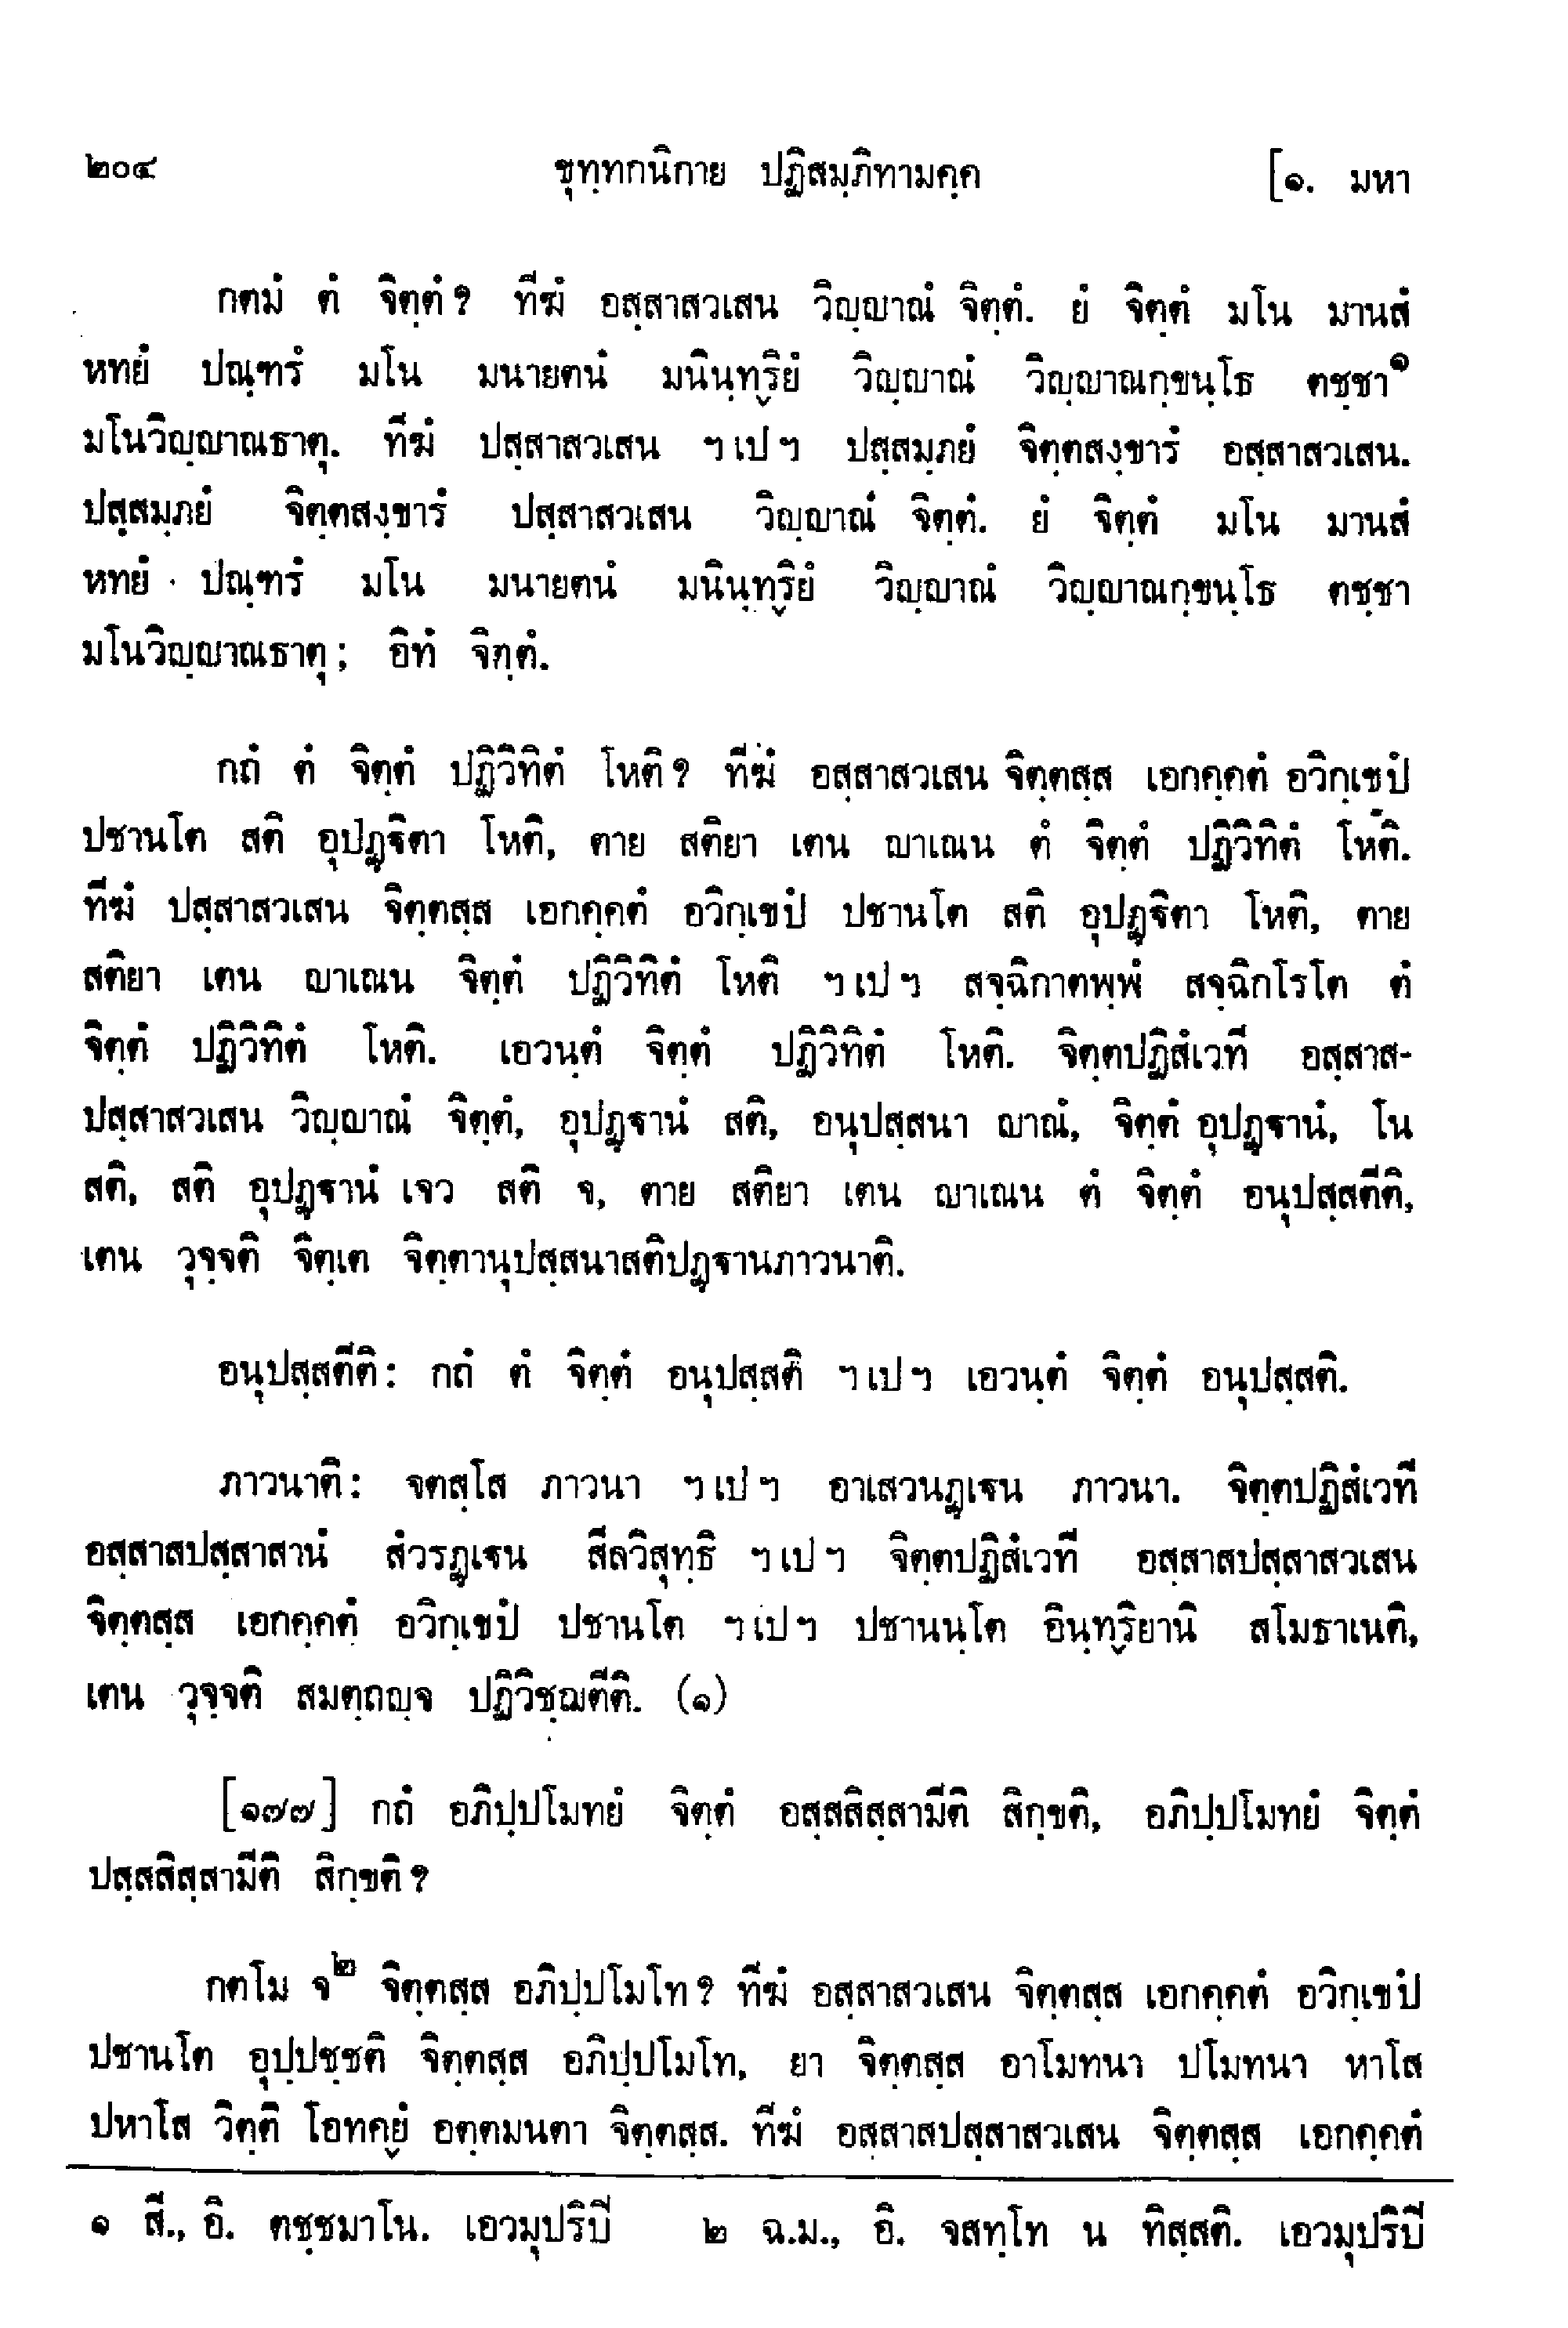 ๒๐๔ ขุทฺทกนิกาย ปฏิสมฺภิทามคฺค [๑. มหา
กตมํ ตํ จิตฺตํ? ทีฆํ อสฺสาสวเสน วิญฺญาณํ จิตฺตํ. ยํ จิตฺตํ มโน มานสํ
หทยํ ปณฺฑรํ มโน มนายตนํ มนินฺทฺริยํ วิญฺญาณํ วิญฺญาณกฺขนฺโธ ตชฺชา๑
มโนวิญฺญาณธาตุ. ทีฆํ ปสฺสาสวเสน ฯเปฯ ปสฺสมฺภยํ จิตฺตสงฺขารํ อสฺสาสวเสน.
ปสฺสมฺภยํ จิตฺตสงฺขารํ ปสฺสาสวเสน วิญฺญาณํ จิตฺตํ. ยํ จิตฺตํ มโน มานสํ
หทยํ ปณฺฑรํ มโน มนายตนํ มนินฺทฺริยํ วิญฺญาณํ วิญฺญาณกฺขนฺโธ ตชฺชา
มโนวิญฺญาณธาตุ; อิทํ จิตฺตํ.
กถํ ตํ จิตฺตํ ปฏิวิทิตํ โหติ? ทีฆํ อสฺสาสวเสน จิตฺตสฺส เอกคฺคตํ อวิกฺเขปํ
ปชานโต สติ อุปฏฺฐิตา โหติ, ตาย สติยา เตน ญาเณน ตํ จิตฺตํ ปฏิวิทิตํ โหติ.
ทีฆํ ปสฺสาสวเสน จิตฺตสฺส เอกคฺคตํ อวิกฺเขปํ ปชานโต สติ อุปฏฺฐิตา โหติ, ตาย
สติยา เตน ญาเณน จิตฺตํ ปฏิวิทิตํ โหติ ฯเปฯ สจฺฉิกาตพฺพํ สจฺฉิกโรโต ตํ
จิตฺตํ ปฏิวิทิตํ โหติ. เอวนฺตํ จิตฺตํ ปฏิวิทิตํ โหติ. จิตฺตปฏิสํเวที อสฺสาส-
ปสฺสาสวเสน วิญฺญาณํ จิตฺตํ, อุปฏฺฐานํ สติ, อนุปสฺสนา ญาณํ, จิตฺตํ อุปฏฺฐานํ, โน
สติ, สติ อุปฏฺฐานํ เจว สติ จ, ตาย สติยา เตน ญาเณน ตํ จิตฺตํ อนุปสฺสตีติ,
เตน วุจฺจติ จิตฺเต จิตฺตานุปสฺสนาสติปฏฺฐานภาวนาติ.
อนุปสฺสตีติ: กถํ ตํ จิตฺตํ อนุปสฺสติ ฯเปฯ เอวนฺตํ จิตฺตํ อนุปสฺสติ.
ภาวนาติ: จตสฺโส ภาวนา ฯเปฯ อาเสวนฏฺเฐน ภาวนา. จิตฺตปฏิสํเวที
อสฺสาสปสฺสาสานํ สํวรฏฺเฐน สีลวิสุทฺธิ ฯเปฯ จิตฺตปฏิสํเวที อสฺสาสปสฺสาสวเสน
จิตฺตสฺส เอกคฺคตํ อวิกฺเขปํ ปชานโต ฯเปฯ ปชานนฺโต อินฺทฺริยานิ สโมธาเนติ,
เตน วุจฺจติ สมตฺถญฺจ ปฏิวิชฺฌตีติ. (๑)
[๑๗๗] กถํ อภิปฺปโมทยํ จิตฺตํ อสฺสสิสฺสามีติ สิกฺขติ, อภิปฺปโมทยํ จิตฺตํ
ปสฺสสิสฺสามีติ สิกฺขติ?
กตโม จ๒ จิตฺตสฺส อภิปฺปโมโท? ทีฆํ อสฺสาสวเสน จิตฺตสฺส เอกคฺคตํ อวิกฺเขปํ
ปชานโต อุปฺปชฺชติ จิตฺตสฺส อภิปฺปโมโท, ยา จิตฺตสฺส อาโมทนา ปโมทนา หาโส
ปหาโส วิตฺติ โอทคฺยํ อตฺตมนตา จิตฺตสฺส. ทีฆํ อสฺสาสปสฺสาสวเสน จิตฺตสฺส เอกคฺคตํ
๑ สี., อิ. ตชฺชมาโน. เอวมุปริปี ๒ ฉ.ม., อิ. จสทฺโท น ทิสฺสติ. เอวมุปริปี